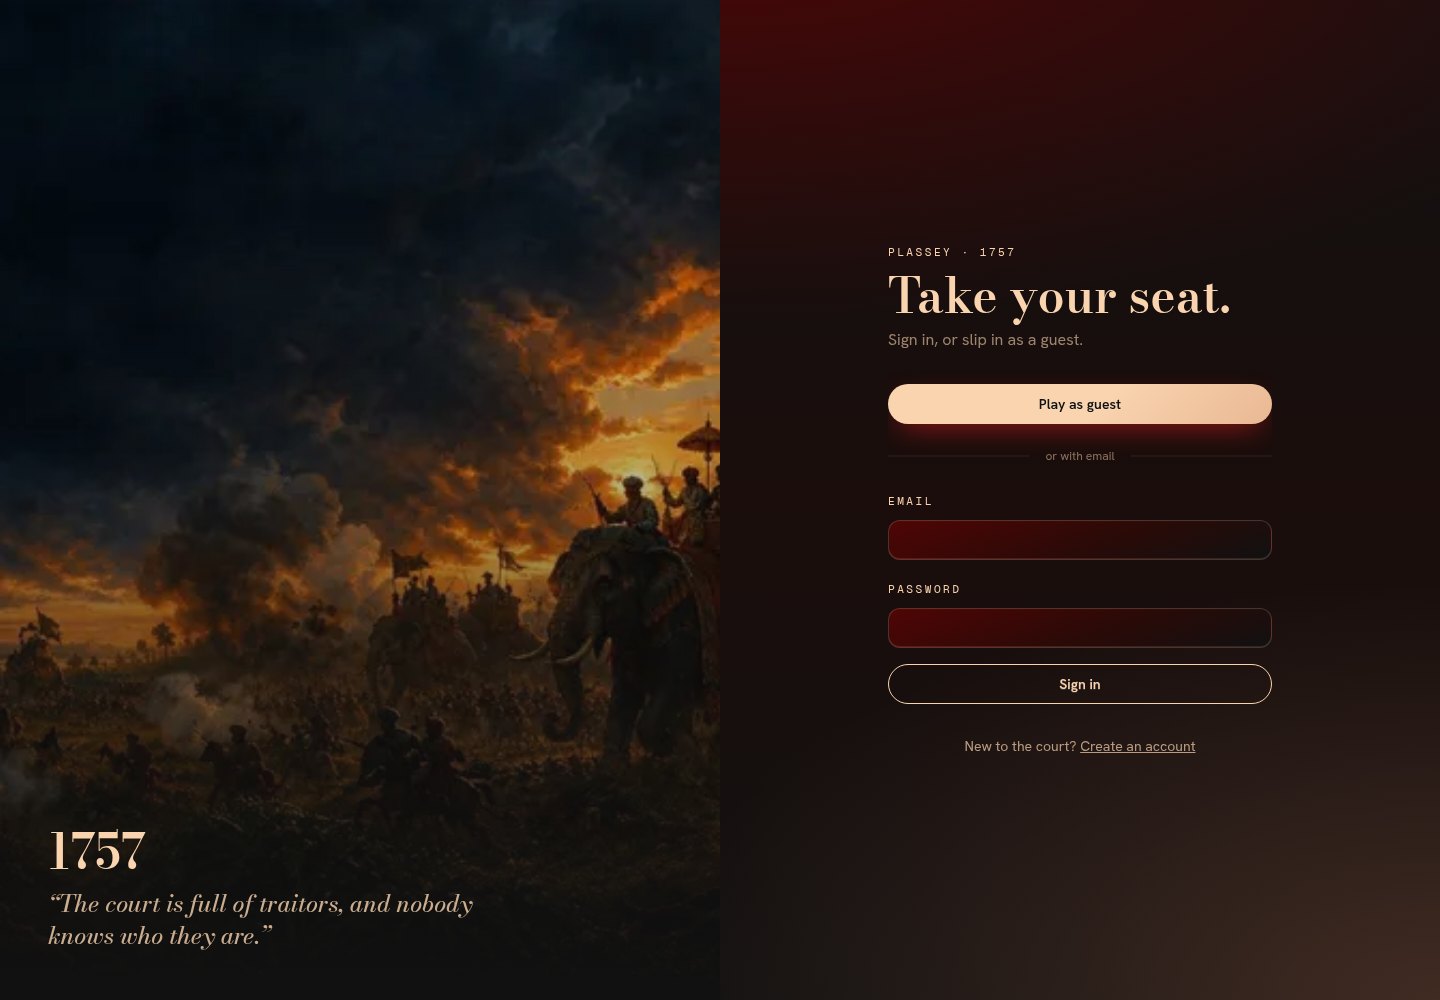 1757
“The court is full of traitors, and nobody
knows who they are.”
PLASSEY · 1757
Take your seat.
Sign in, or slip in as a guest.
Play as guest
or with email
EMAIL
PASSWORD
Sign in
New to the court? Create an account